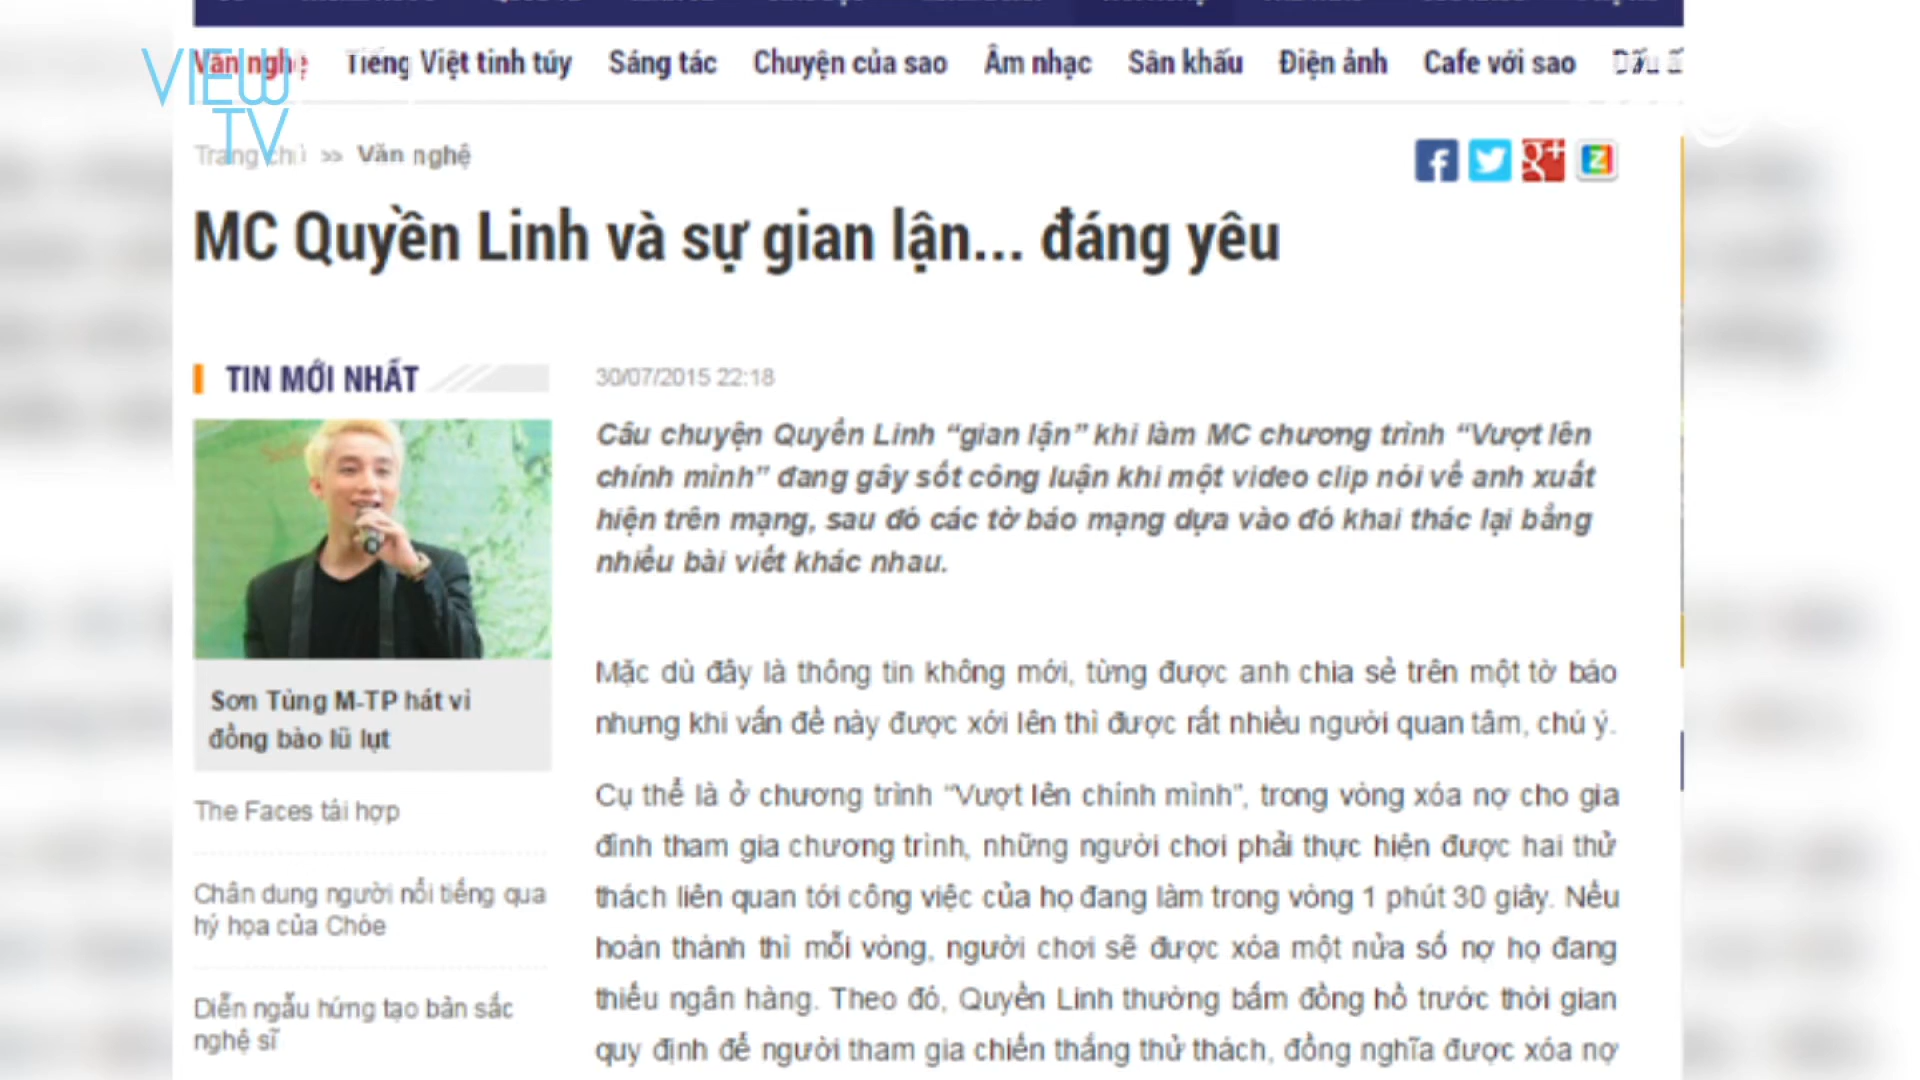 VIEW
TV
Văn nghệ Tiếng Việt tinh túy Sáng tác Chuyện của sao Âm nhạc Sân khấu Điện ảnh Cafe với sao
Trang chủ >> Văn nghệ
MC Quyền Linh và sự gian lận... đáng yêu
TIN MỚI NHẤT
Sơn Tùng M-TP hát vì
đồng bào lũ lụt
The Faces tái hợp
Chân dung người nổi tiếng qua
hý họa của Chóe
Diễn ngẫu hứng tạo bản sắc
nghệ sĩ
30/07/2015 22:18
Câu chuyện Quyền Linh “gian lận” khi làm MC chương trình “Vượt lên
chính mình” đang gây sốt công luận khi một video clip nói về anh xuất
hiện trên mạng, sau đó các tờ báo mạng dựa vào đó khai thác lại bằng
nhiều bài viết khác nhau.
Mặc dù đây là thông tin không mới, từng được anh chia sẻ trên một tờ báo
nhưng khi vấn đề này được xới lên thì được rất nhiều người quan tâm, chú ý.
Cụ thể là ở chương trình “Vượt lên chính mình”, trong vòng xóa nợ cho gia
đình tham gia chương trình, những người chơi phải thực hiện được hai thử
thách liên quan tới công việc của họ đang làm trong vòng 1 phút 30 giây. Nếu
hoàn thành thì mỗi vòng, người chơi sẽ được xóa một nửa số nợ họ đang
thiếu ngân hàng. Theo đó, Quyền Linh thường bấm đồng hồ trước thời gian
quy định để người tham gia chiến thắng thử thách, đồng nghĩa được xóa nợ